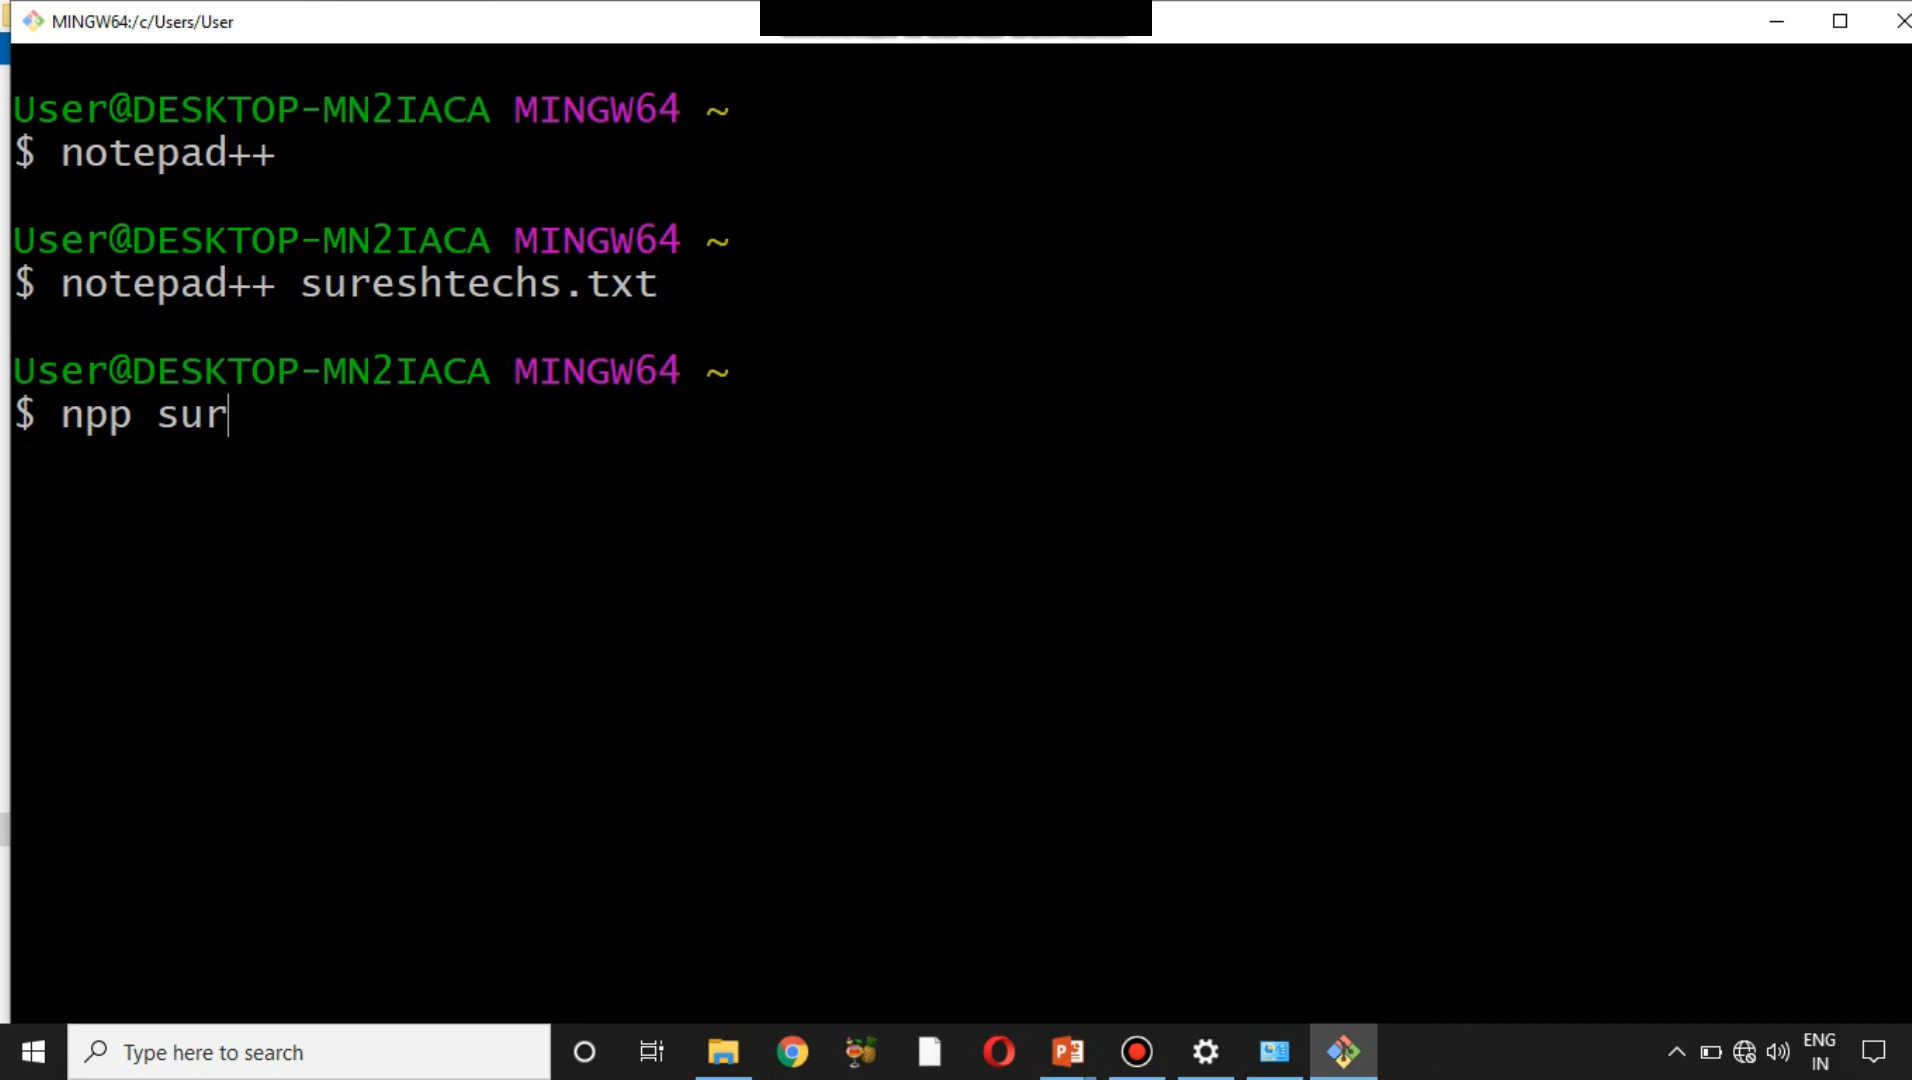 MINGW64:/c/Users/User
User@DESKTOP-MN2IACA MINGW64 ~
$ notepad++
User@DESKTOP-MN2IACA MINGW64 ~
$ notepad++ sureshtechs.txt
User@DESKTOP-MN2IACA MINGW64 ~
$ npp sur
Type here to search
ENG
IN